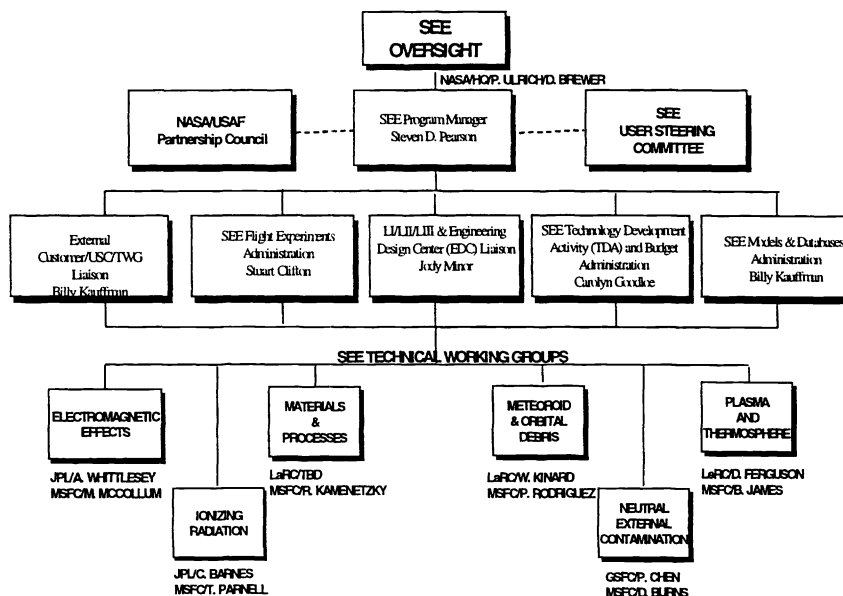 SEE
OVERSIGHT
NASA/HQ/P. ULRICH/D. BREWER
NASA/USAF
Partnership Council
SEE Program Manager
Steven D. Pearson
SEE
USER STEERING
COMMITTEE
External
Customer/USC/TWG
Liaison
Billy Kauffman
SEE Flight Experiments
Administration
Stuart Clifton
LI/LII/LIII & Engineering
Design Center (EDC) Liaison
Jody Minor
SEE Technology Development
Activity (TDA) and Budget
Administration
Carolyn Goodloe
SEE Models & Databases
Administration
Billy Kauffman
SEE TECHNICAL WORKING GROUPS
ELECTROMAGNETIC
EFFECTS
JPL/A. WHITTLESEY
MSFC/M. MCCOLLUM
MATERIALS
&
PROCESSES
LaRC/TBD
MSFC/R. KAMENETZKY
METEOROID
& ORBITAL
DEBRIS
LaRC/W. KINARD
MSFC/P. RODRIGUEZ
PLASMA
AND
THERMOSPHERE
LeRC/D. FERGUSON
MSFC/B. JAMES
IONIZING
RADIATION
JPL/C. BARNES
MSFC/T. PARNELL
NEUTRAL
EXTERNAL
CONTAMINATION
GSFC/P. CHEN
MSFC/D. BURNS